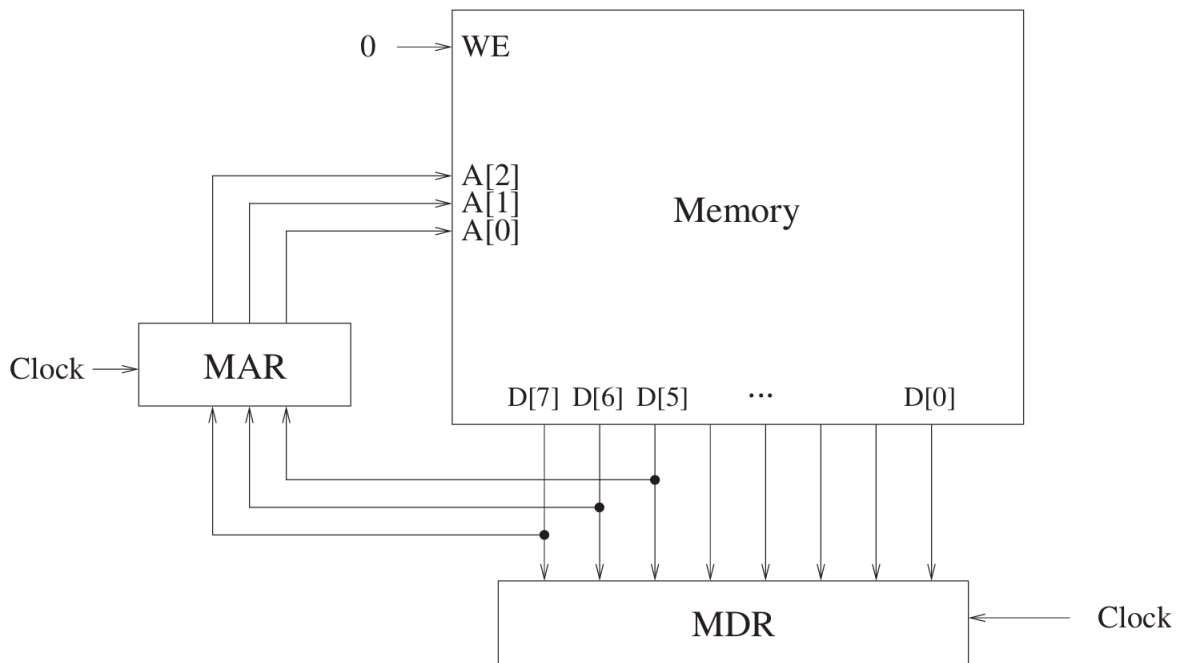 0 WE
A[2]
A[1]
A[0]
Memory
Clock MAR
D[7] D[6] D[5] ... D[0]
MDR Clock